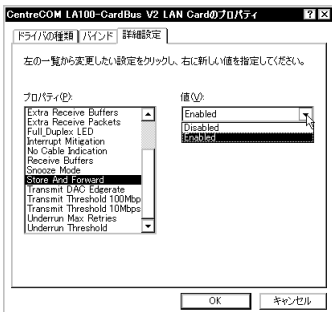 CentreCOM LA100-CardBus V2 LAN Cardのプロパティ
ドライバの種類 バインド 詳細設定
左の一覧から変更したい設定をクリックし、右に新しい値を指定してください。
プロパティ(P):
Extra Receive Buffers
Extra Receive Packets
Full_Duplex LED
Interrupt Mitigation
No Cable Indication
Receive Buffers
Snooze Mode
Store And Forward
Transmit DAC Edgerate
Transmit Threshold 100Mbp
Transmit Threshold 10Mbps
Underrun Max Retries
Underrun Threshold
値(V):
Enabled
Disabled
Enabled
OK キャンセル